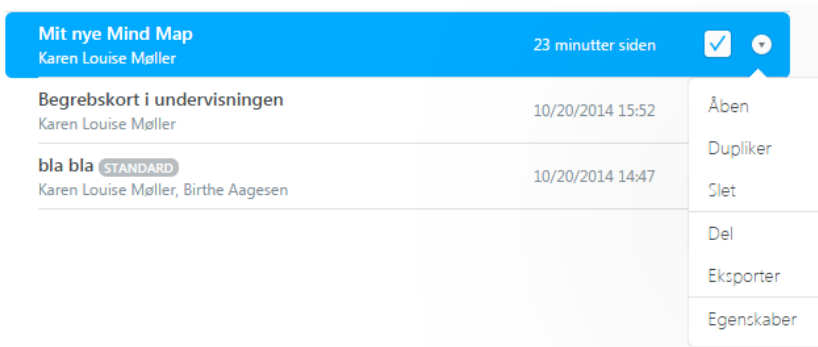 Mit nye Mind Map
Karen Louise Møller
23 minutter siden
Begrebskort i undervisningen
Karen Louise Møller
10/20/2014 15:52
bla bla STANDARD
Karen Louise Møller, Birthe Aagesen
10/20/2014 14:47
Åben
Dupliker
Slet
Del
Eksporter
Egenskaber